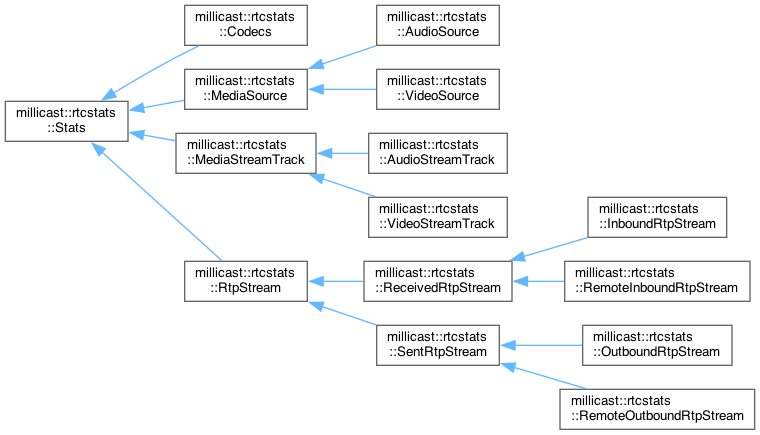 millicast::rtcstats
::Stats
millicast::rtcstats
::Codecs
millicast::rtcstats
::MediaSource
millicast::rtcstats
::AudioSource
millicast::rtcstats
::VideoSource
millicast::rtcstats
::MediaStreamTrack
millicast::rtcstats
::AudioStreamTrack
millicast::rtcstats
::VideoStreamTrack
millicast::rtcstats
::RtpStream
millicast::rtcstats
::ReceivedRtpStream
millicast::rtcstats
::InboundRtpStream
millicast::rtcstats
::RemoteInboundRtpStream
millicast::rtcstats
::SentRtpStream
millicast::rtcstats
::OutboundRtpStream
millicast::rtcstats
::RemoteOutboundRtpStream